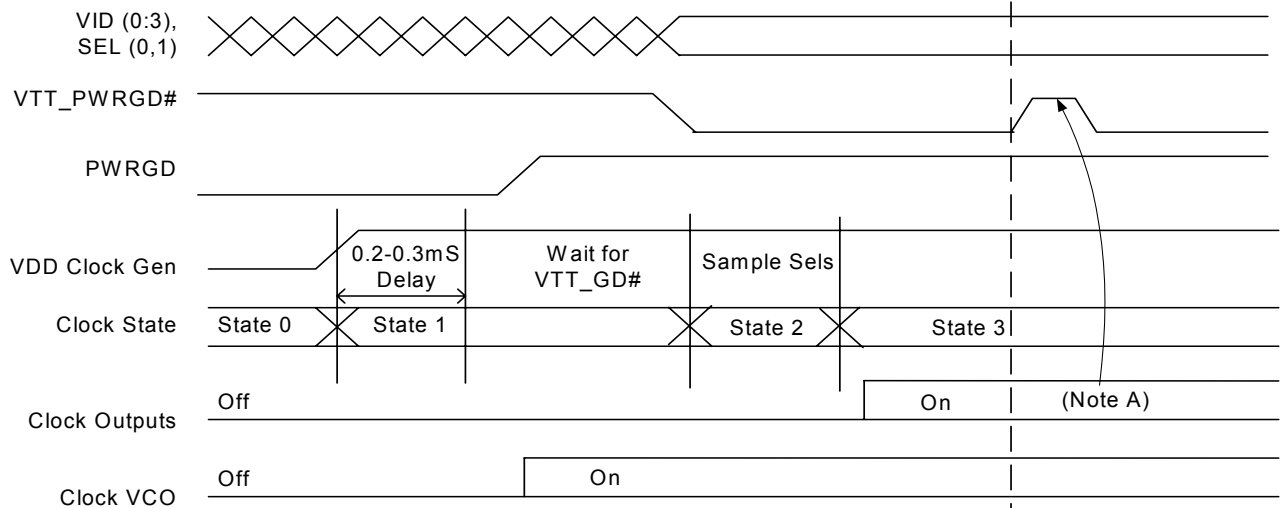 VID (0:3),
SEL (0,1)
VTT_PWRGD#
PWRGD
VDD Clock Gen
0.2-0.3mS
Delay
Wait for
VTT_GD#
Sample Sels
Clock State
State 0
State 1
State 2
State 3
Clock Outputs
Off
On
(Note A)
Clock VCO
Off
On